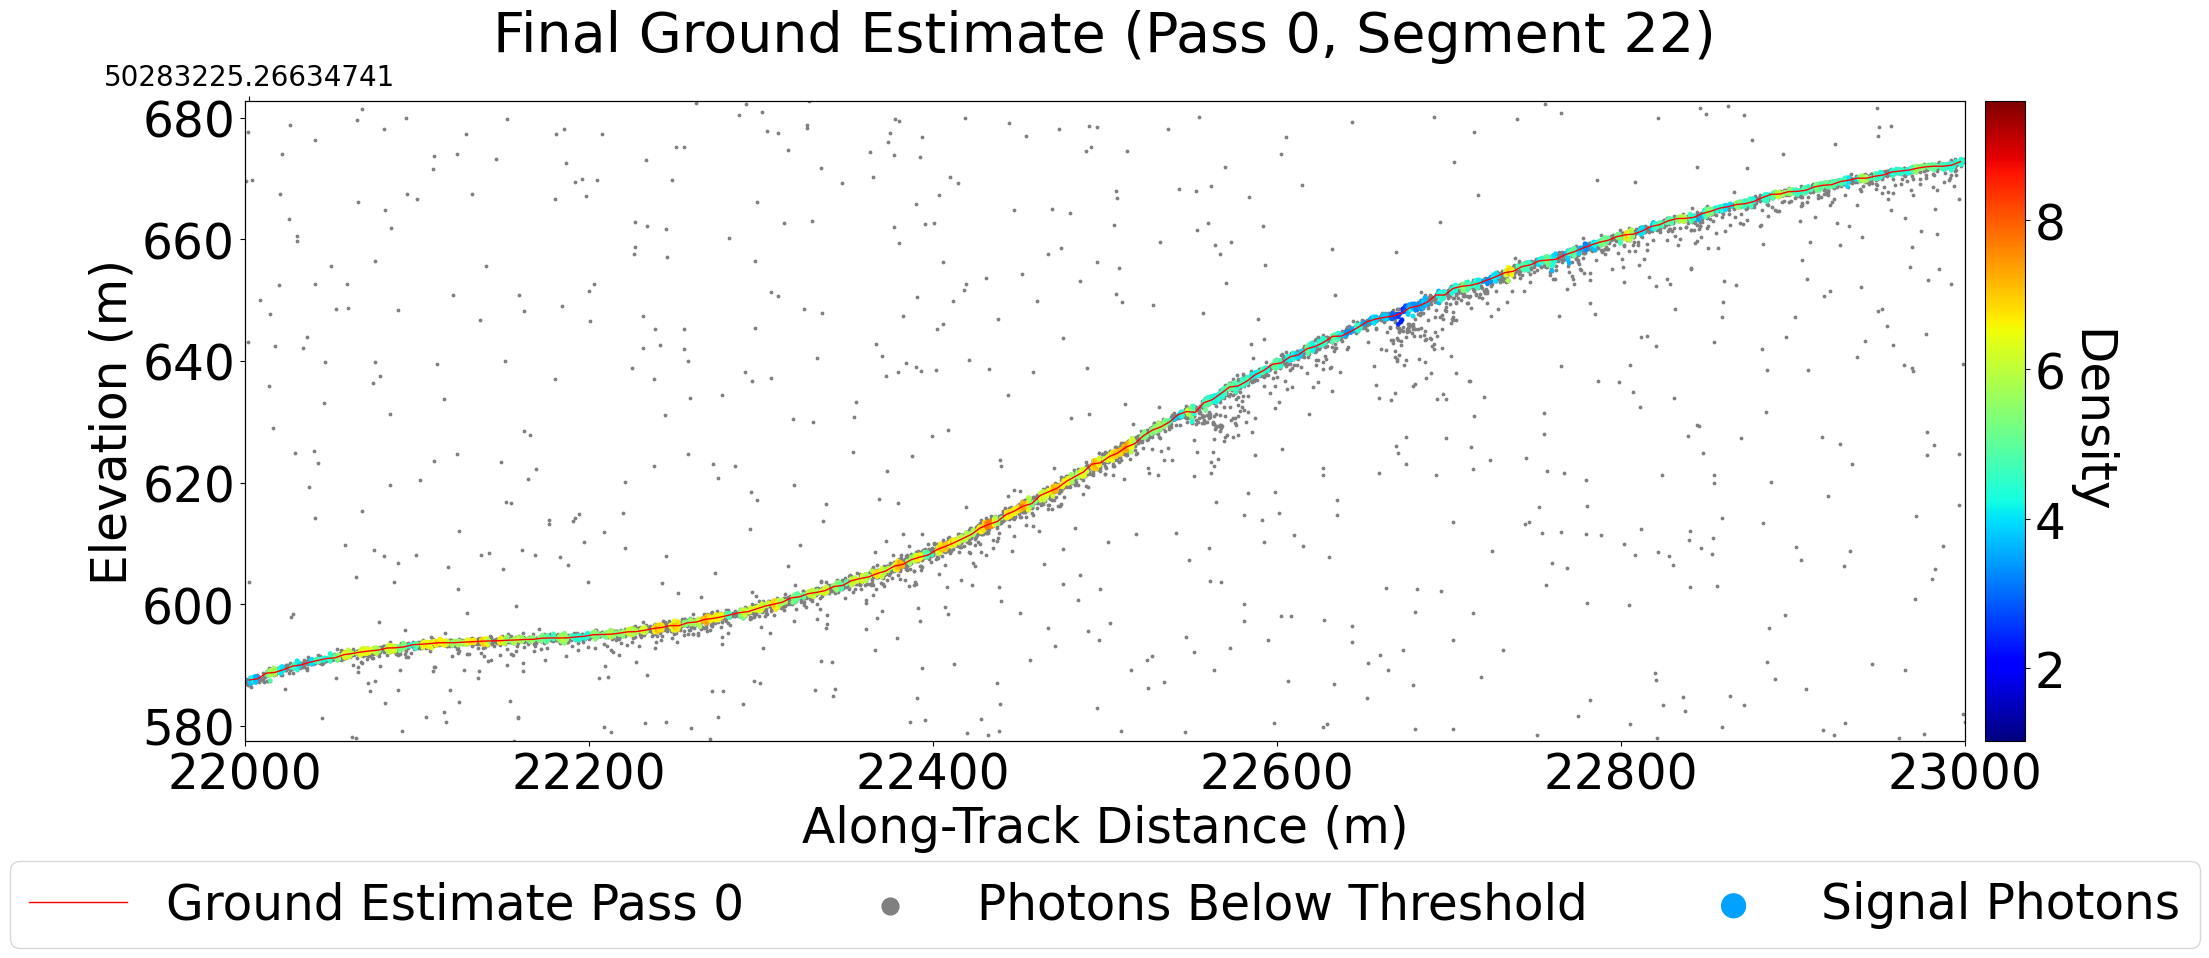 Final Ground Estimate (Pass 0, Segment 22)
50283225.26634741
680
660
640
620
600
580
Elevation (m)
22000 22200 22400 22600 22800 23000
Along-Track Distance (m)
8
6
4
2
Density
Ground Estimate Pass 0 Photons Below Threshold Signal Photons